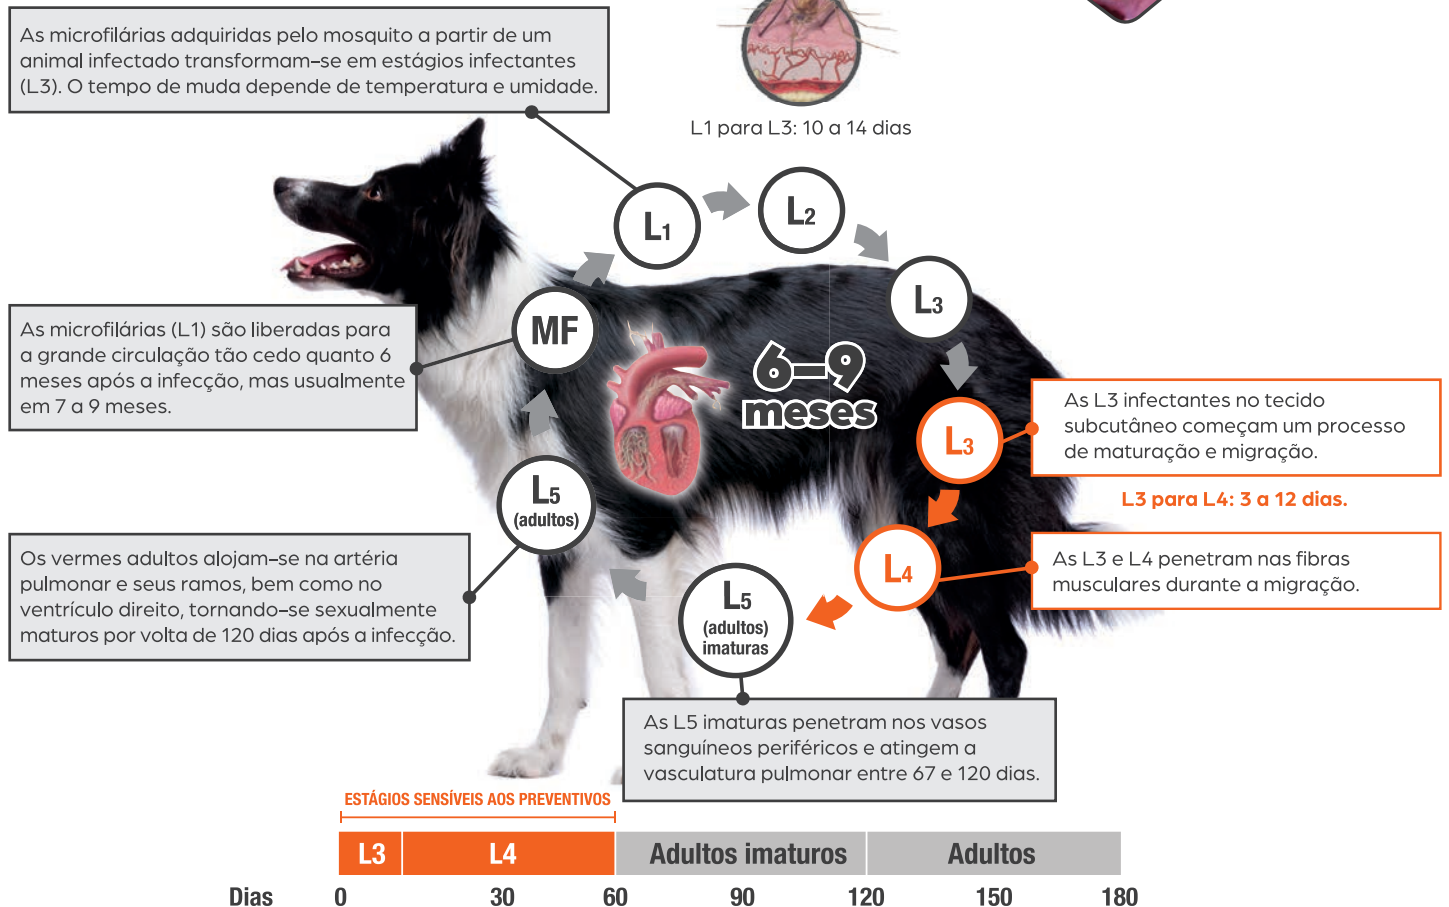 As microfilárias adquiridas pelo mosquito a partir de um
animal infectado transformam-se em estágios infectantes
(L3). O tempo de muda depende de temperatura e umidade.
L1 para L3: 10 a 14 dias
L1
L2
L3
MF
As microfilárias (L1) são liberadas para
a grande circulação tão cedo quanto 6
meses após a infecção, mas usualmente
em 7 a 9 meses.
6–9
meses
L3
As L3 infectantes no tecido
subcutâneo começam um processo
de maturação e migração.
L3 para L4: 3 a 12 dias.
L5
(adultos)
Os vermes adultos alojam-se na artéria
pulmonar e seus ramos, bem como no
ventrículo direito, tornando-se sexualmente
maturos por volta de 120 dias após a infecção.
L4
As L3 e L4 penetram nas fibras
musculares durante a migração.
L5
(adultos)
imaturas
As L5 imaturas penetram nos vasos
sanguíneos periféricos e atingem a
vasculatura pulmonar entre 67 e 120 dias.
ESTÁGIOS SENSÍVEIS AOS PREVENTIVOS
L3 L4 Adultos imaturos Adultos
Dias 0 30 60 90 120 150 180